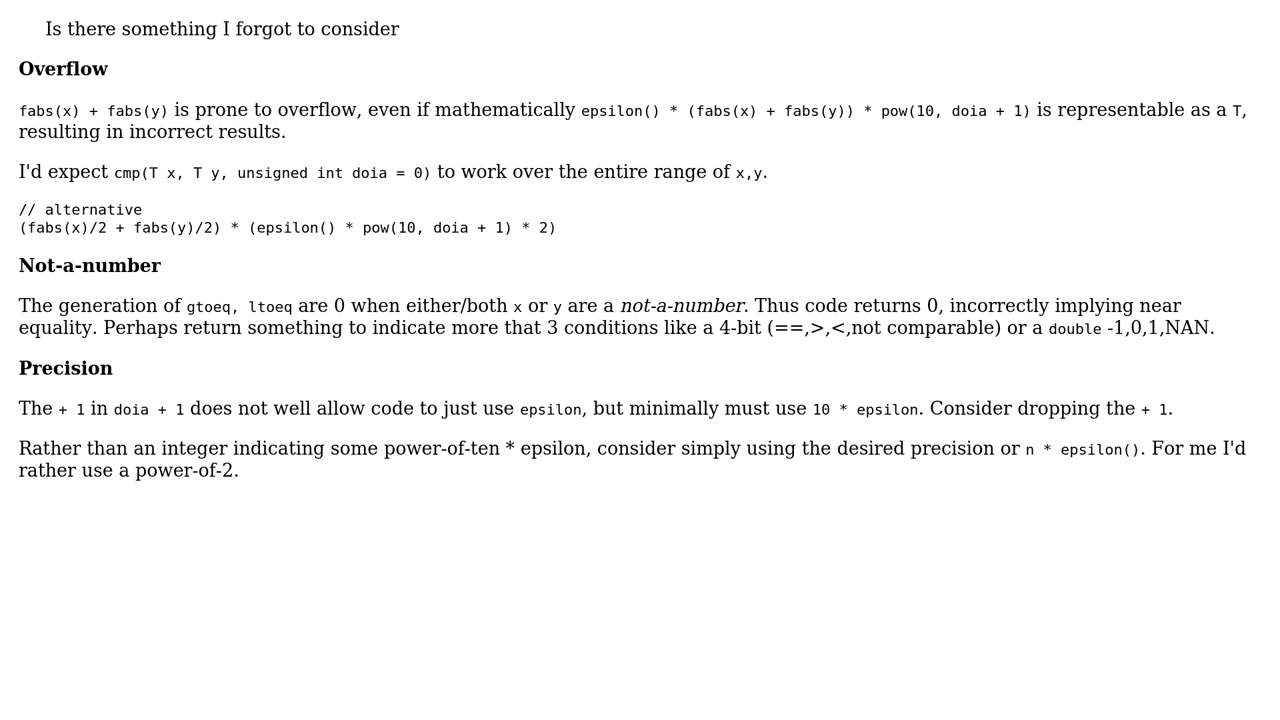 Is there something I forgot to consider
Overflow
fabs(x) + fabs(y) is prone to overflow, even if mathematically epsilon() * (fabs(x) + fabs(y)) * pow(10, doia + 1) is representable as a T,
resulting in incorrect results.
I'd expect cmp(T x, T y, unsigned int doia = 0) to work over the entire range of x,y.
// alternative
(fabs(x)/2 + fabs(y)/2) * (epsilon() * pow(10, doia + 1) * 2)
Not-a-number
The generation of gtoeq, ltoeq are 0 when either/both x or y are a not-a-number. Thus code returns 0, incorrectly implying near
equality. Perhaps return something to indicate more that 3 conditions like a 4-bit (==,>,<,not comparable) or a double -1,0,1,NAN.
Precision
The + 1 in doia + 1 does not well allow code to just use epsilon, but minimally must use 10 * epsilon. Consider dropping the + 1.
Rather than an integer indicating some power-of-ten * epsilon, consider simply using the desired precision or n * epsilon(). For me I'd
rather use a power-of-2.